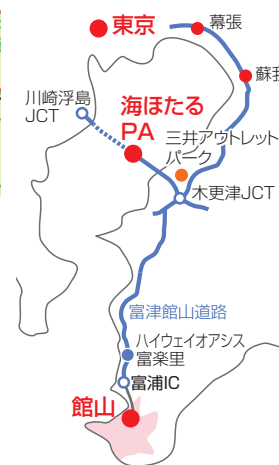 東京
幕張
蘇我
川崎浮島
JCT
海ほたる
PA
三井アウトレット
パーク
木更津JCT
富津館山道路
ハイウェイオアシス
富楽里
富浦IC
館山